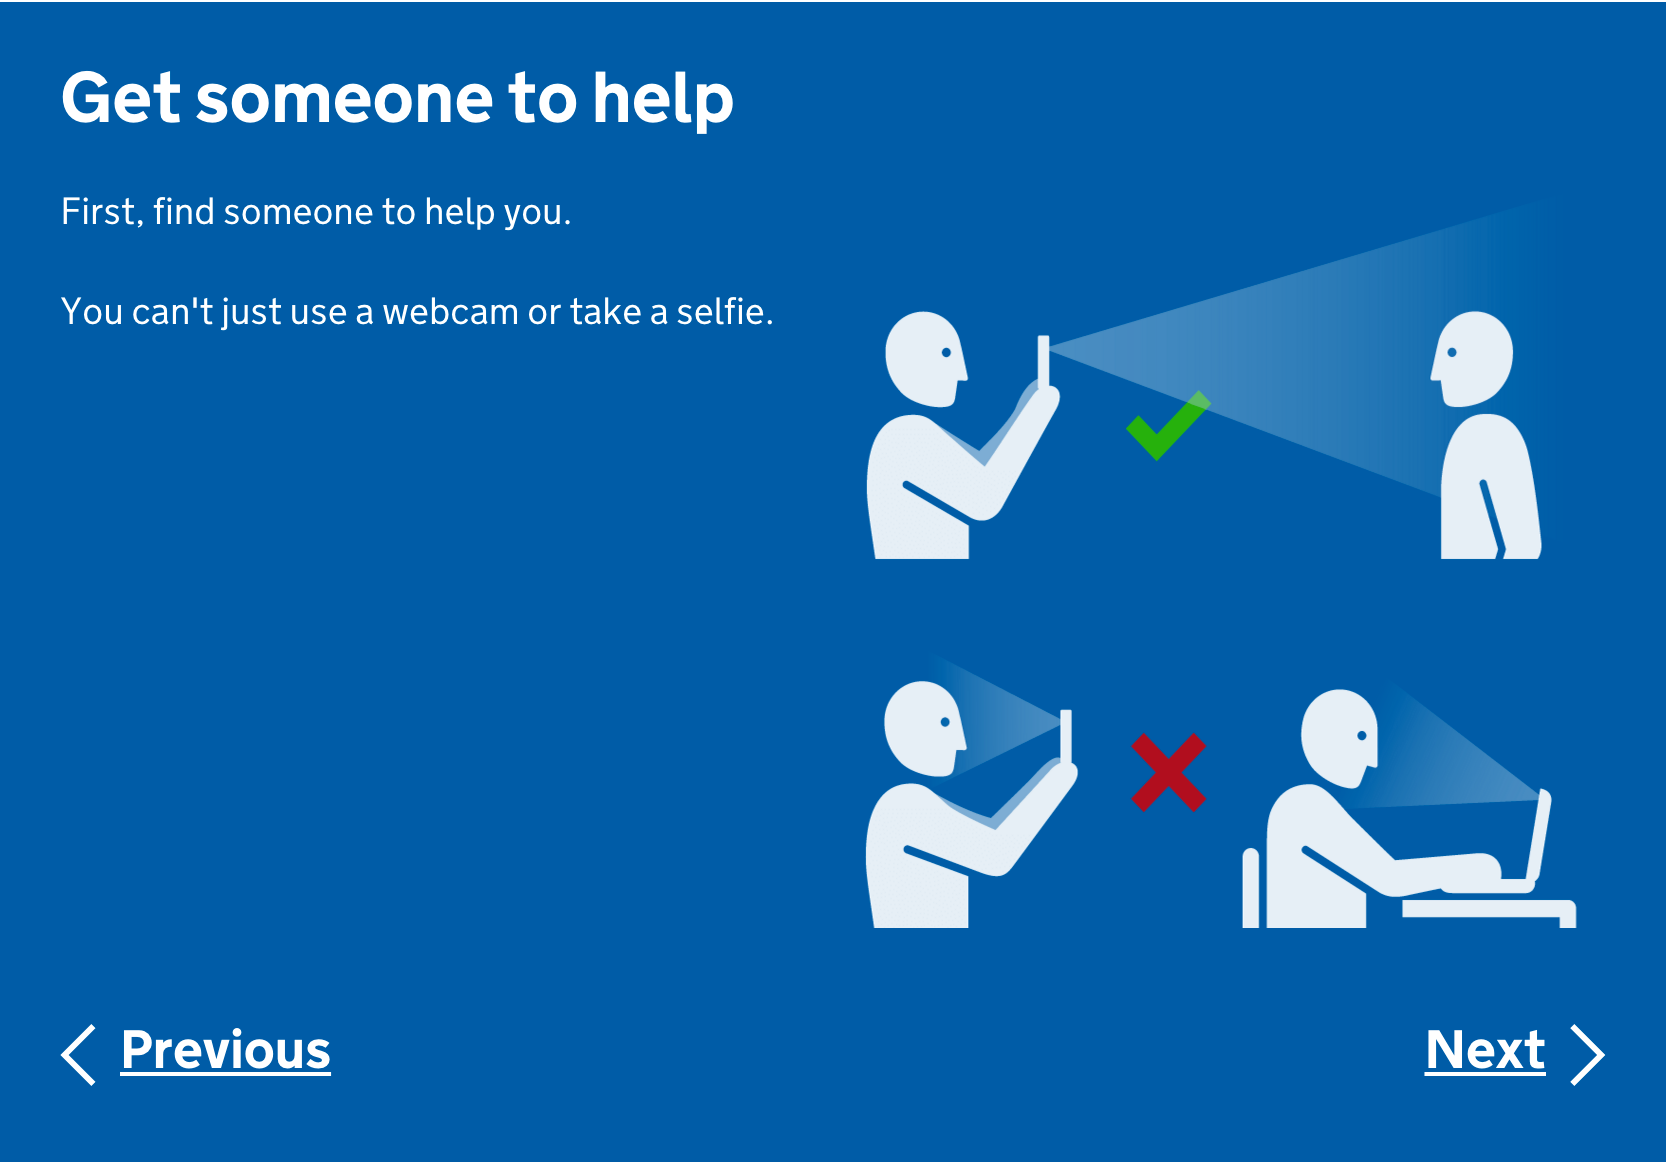 Get someone to help
First, find someone to help you.
You can't just use a webcam or take a selfie.
Previous
Next